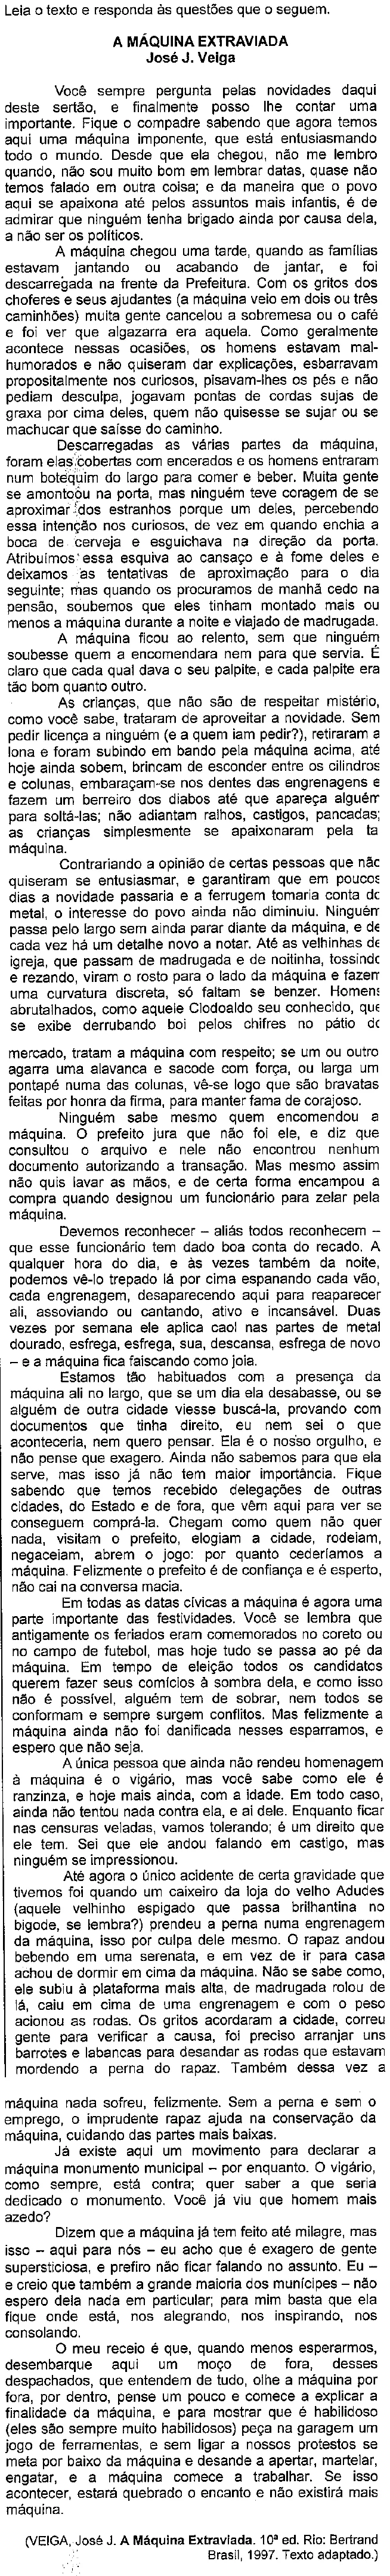 Leia o texto e responda às questões que o seguem.
A MÁQUINA EXTRAVIADA
José J. Veiga
Você sempre pergunta pelas novidades daqui
deste sertão, e finalmente posso lhe contar uma
importante. Fique o compadre sabendo que agora temos
aqui uma máquina imponente, que está entusiasmando
todo o mundo. Desde que ela chegou, não me lembro
quando, não sou muito bom em lembrar datas, quase não
temos falado em outra coisa; e da maneira que o povo
aqui se apaixona até pelos assuntos mais infantis, é de
admirar que ninguém tenha brigado ainda por causa dela,
a não ser os políticos.
A máquina chegou uma tarde, quando as famílias
estavam jantando ou acabando de jantar, e foi
descarregada na frente da Prefeitura. Com os gritos dos
choferes e seus ajudantes (a máquina veio em dois ou três
caminhões) muita gente cancelou a sobremesa ou o café
e foi ver que algazarra era aquela. Como geralmente
acontece nessas ocasiões, os homens estavam mal-
humorados e não quiseram dar explicações, esbarravam
propositalmente nos curiosos, pisavam-lhes os pés e não
pediam desculpa, jogavam pontas de cordas sujas de
graxa por cima deles, quem não quisesse se sujar ou se
machucar que saísse do caminho.
Descarregadas as várias partes da máquina,
foram elas cobertas com encerados e os homens entraram
num botequim do largo para comer e beber. Muita gente
se amontoou na porta, mas ninguém teve coragem de se
aproximar dos estranhos porque um deles, percebendo
essa intenção nos curiosos, de vez em quando enchia a
boca de cerveja e esguichava na direção da porta.
Atribuímos essa esquiva ao cansaço e à fome deles e
deixamos as tentativas de aproximação para o dia
seguinte; mas quando os procuramos de manhã cedo na
pensão, soubemos que eles tinham montado mais ou
menos a máquina durante a noite e viajado de madrugada.
A máquina ficou ao relento, sem que ninguém
soubesse quem a encomendara nem para que servia. É
claro que cada qual dava o seu palpite, e cada palpite era
tão bom quanto outro.
As crianças, que não são de respeitar mistério,
como você sabe, trataram de aproveitar a novidade. Sem
pedir licença a ninguém (e a quem iam pedir?), retiraram a
lona e foram subindo em bando pela máquina acima, até
hoje ainda sobem, brincam de esconder entre os cilindros
e colunas, embaraçam-se nos dentes das engrenagens e
fazem um berreiro dos diabos até que apareça alguém
para soltá-las; não adiantam ralhos, castigos, pancadas;
as crianças simplesmente se apaixonaram pela ta
máquina.
Contrariando a opinião de certas pessoas que não
quiseram se entusiasmar, e garantiram que em poucos
dias a novidade passaria e a ferrugem tomaria conta do
metal, o interesse do povo ainda não diminuiu. Ninguém
passa pelo largo sem ainda parar diante da máquina, e de
cada vez há um detalhe novo a notar. Até as velhinhas de
igreja, que passam de madrugada e de noitinha, tossindo
e rezando, viram o rosto para o lado da máquina e fazem
uma curvatura discreta, só faltam se benzer. Homens
abrutalhados, como aquele Clodoaldo seu conhecido, que
se exibe derrubando boi pelos chifres no pátio do
mercado, tratam a máquina com respeito; se um ou outro
agarra uma alavanca e sacode com força, ou larga um
pontapé numa das colunas, vê-se logo que são bravatas
feitas por honra da firma, para manter fama de corajoso.
Ninguém sabe mesmo quem encomendou a
máquina. O prefeito jura que não foi ele, e diz que
consultou o arquivo e nele não encontrou nenhum
documento autorizando a transação. Mas mesmo assim
não quis lavar as mãos, e de certa forma encampou a
compra quando designou um funcionário para zelar pela
máquina.
Devemos reconhecer – aliás todos reconhecem –
que esse funcionário tem dado boa conta do recado. A
qualquer hora do dia, e às vezes também da noite,
podemos vê-lo trepado lá por cima espanando cada vão,
cada engrenagem, desaparecendo aqui para reaparecer
ali, assoviando ou cantando, ativo e incansável. Duas
vezes por semana ele aplica caol nas partes de metal
dourado, esfrega, esfrega, sua, descansa, esfrega de novo
– e a máquina fica faiscando como joia.
Estamos tão habituados com a presença da
máquina ali no largo, que se um dia ela desabasse, ou se
alguém de outra cidade viesse buscá-la, provando com
documentos que tinha direito, eu nem sei o que
aconteceria, nem quero pensar. Ela é o nosso orgulho, e
não pense que exagero. Ainda não sabemos para que ela
serve, mas isso já não tem maior importância. Fique
sabendo que temos recebido delegações de outras
cidades, do Estado e de fora, que vêm aqui para ver se
conseguem comprá-la. Chegam como quem não quer
nada, visitam o prefeito, elogiam a cidade, rodeiam,
negaceiam, abrem o jogo: por quanto cederíamos a
máquina. Felizmente o prefeito é de confiança e é esperto,
não cai na conversa macia.
Em todas as datas cívicas a máquina é agora uma
parte importante das festividades. Você se lembra que
antigamente os feriados eram comemorados no coreto ou
no campo de futebol, mas hoje tudo se passa ao pé da
máquina. Em tempo de eleição todos os candidatos
querem fazer seus comícios à sombra dela, e como isso
não é possível, alguém tem de sobrar, nem todos se
conformam e sempre surgem conflitos. Mas felizmente a
máquina ainda não foi danificada nesses esparramos, e
espero que não seja.
A única pessoa que ainda não rendeu homenagem
à máquina é o vigário, mas você sabe como ele é
ranzinza, e hoje mais ainda, com a idade. Em todo caso,
ainda não tentou nada contra ela, e ai dele. Enquanto ficar
nas censuras veladas, vamos tolerando; é um direito que
ele tem. Sei que ele andou falando em castigo, mas
ninguém se impressionou.
Até agora o único acidente de certa gravidade que
tivemos foi quando um caixeiro da loja do velho Adudes
(aquele velhinho espigado que passa brilhantina no
bigode, se lembra?) prendeu a perna numa engrenagem
da máquina, isso por culpa dele mesmo. O rapaz andou
bebendo em uma serenata, e em vez de ir para casa
achou de dormir em cima da máquina. Não se sabe como,
ele subiu à plataforma mais alta, de madrugada rolou de
lá, caiu em cima de uma engrenagem e com o peso
acionou as rodas. Os gritos acordaram a cidade, correu
gente para verificar a causa, foi preciso arranjar uns
barrotes e labancas para desandar as rodas que estavam
mordendo a perna do rapaz. Também dessa vez a
máquina nada sofreu, felizmente. Sem a perna e sem o
emprego, o imprudente rapaz ajuda na conservação da
máquina, cuidando das partes mais baixas.
Já existe aqui um movimento para declarar a
máquina monumento municipal – por enquanto. O vigário,
como sempre, está contra; quer saber a que seria
dedicado o monumento. Você já viu que homem mais
azedo?
Dizem que a máquina já tem feito até milagre, mas
isso – aqui para nós – eu acho que é exagero de gente
supersticiosa, e prefiro não ficar falando no assunto. Eu –
e creio que também a grande maioria dos munícipes – não
espero dela nada em particular; para mim basta que ela
fique onde está, nos alegrando, nos inspirando, nos
consolando.
O meu receio é que, quando menos esperarmos,
desembarque aqui um moço de fora, desses
despachados, que entendem de tudo, olhe a máquina por
fora, por dentro, pense um pouco e comece a explicar a
finalidade da máquina, e para mostrar que é habilidoso
(eles são sempre muito habilidosos) peça na garagem um
jogo de ferramentas, e sem ligar a nossos protestos se
meta por baixo da máquina e desande a apertar, martelar,
engatar, e a máquina comece a trabalhar. Se isso
acontecer, estará quebrado o encanto e não existirá mais
máquina.
(VEIGA, José J. A Máquina Extraviada. 10ª ed. Rio: Bertrand
Brasil, 1997. Texto adaptado.)